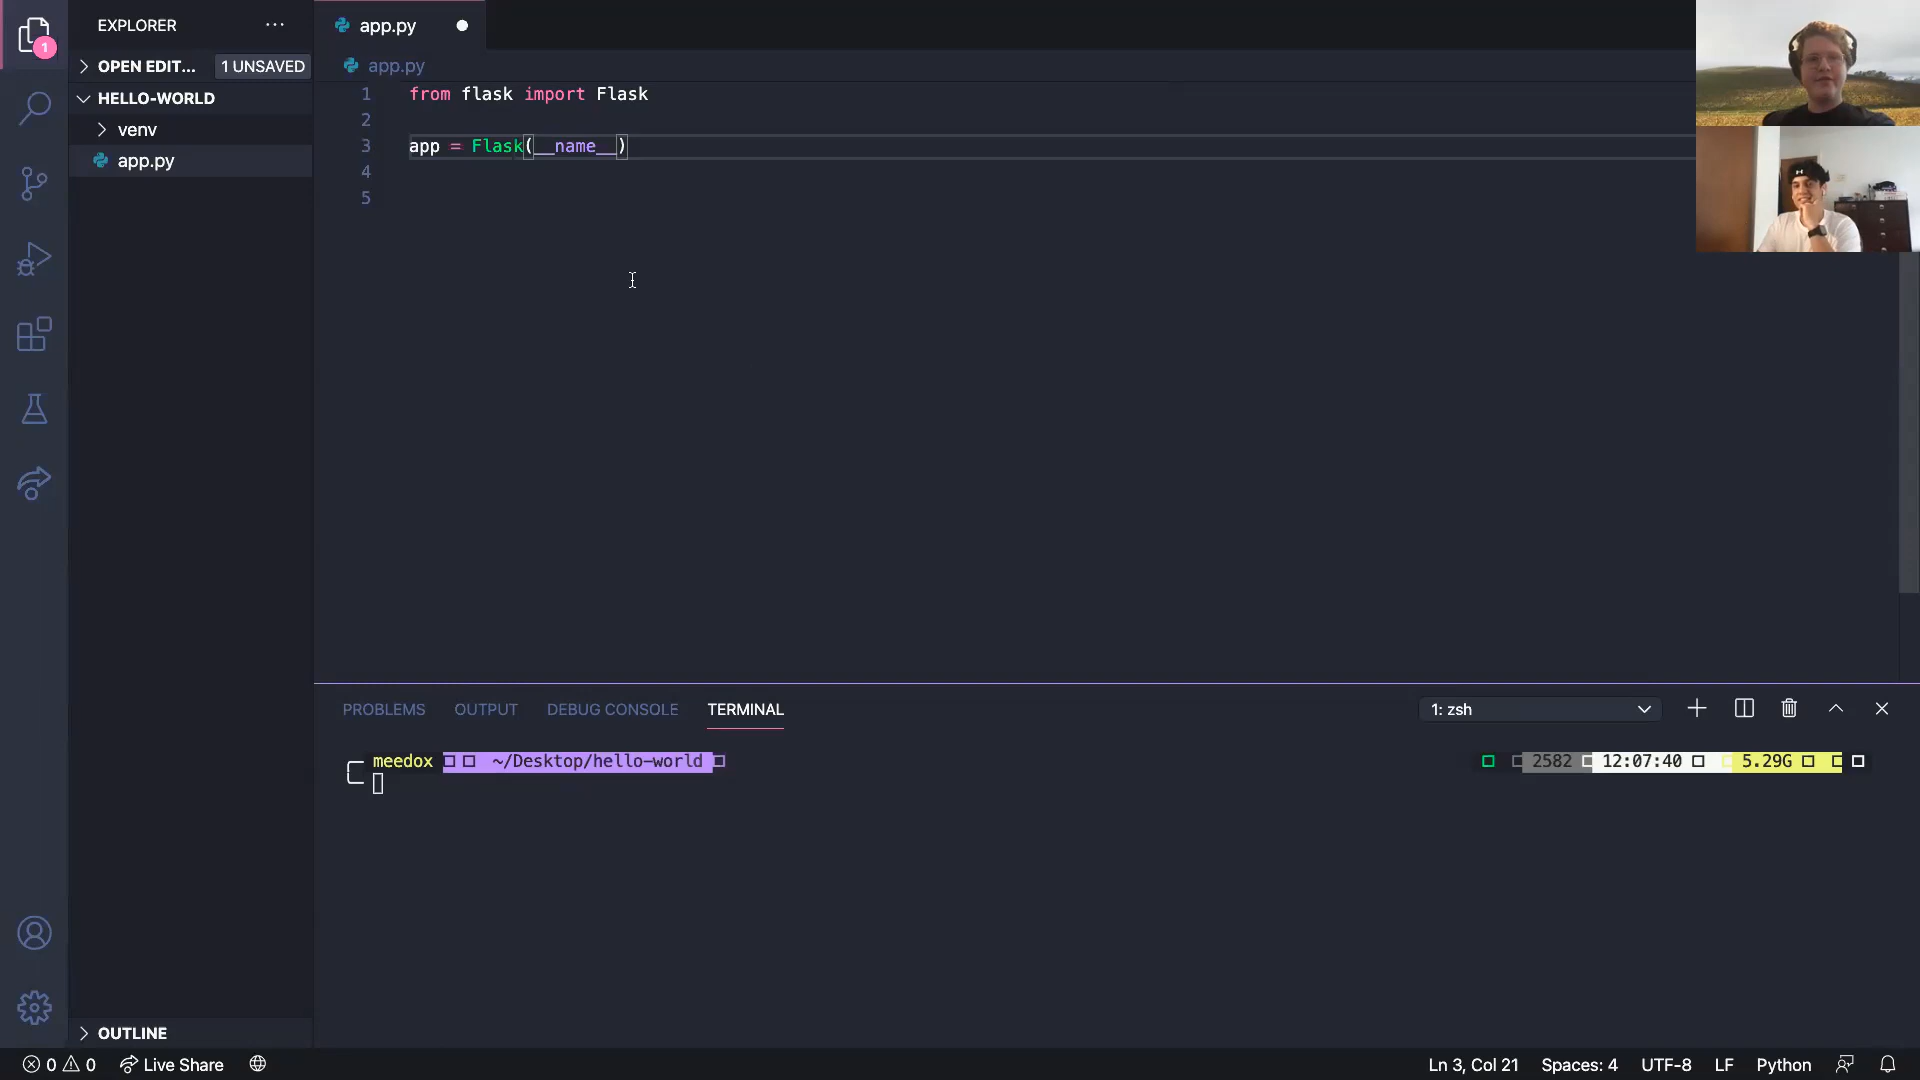 EXPLORER
1
OPEN EDIT...
1 UNSAVED
HELLO-WORLD
venv
app.py
OUTLINE
app.py
app.py
1 from flask import Flask
2
3 app = Flask(__name__)
4
5
PROBLEMS OUTPUT DEBUG CONSOLE TERMINAL
1: zsh
meedox ~/Desktop/hello-world
2582 12:07:40 5.29G
0 0 Live Share
Ln 3, Col 21 Spaces: 4 UTF-8 LF Python